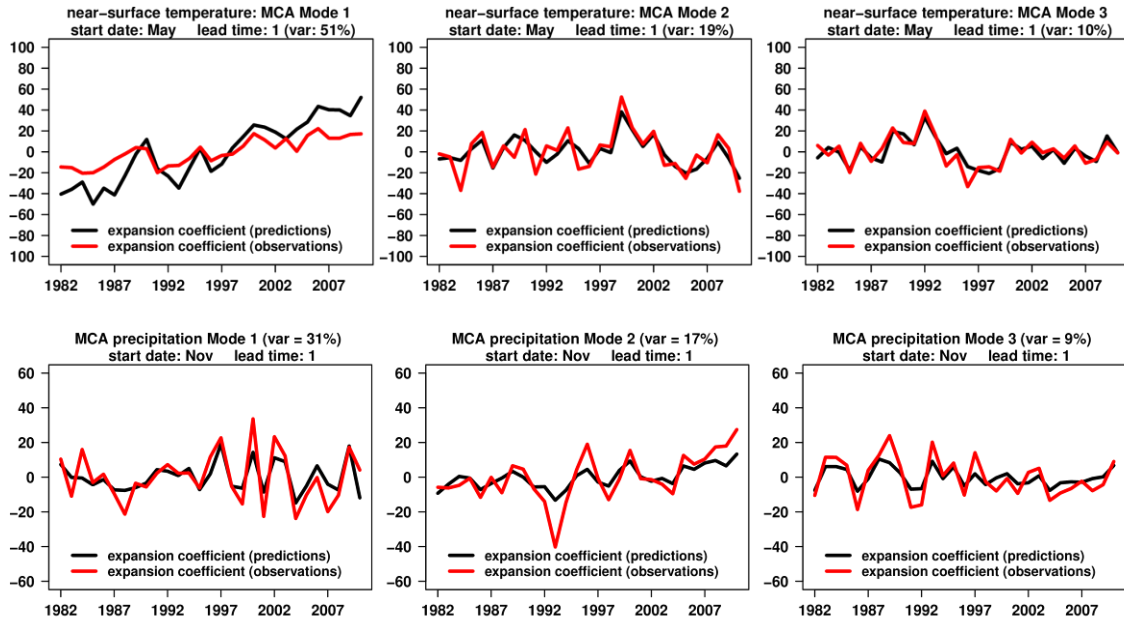 near-surface temperature: MCA Mode 1
start date: May lead time: 1 (var: 51%)
100
80
60
40
20
0
−20
−40
−60
−80
−100
expansion coefficient (predictions)
expansion coefficient (observations)
1982 1987 1992 1997 2002 2007
near-surface temperature: MCA Mode 2
start date: May lead time: 1 (var: 19%)
100
80
60
40
20
0
−20
−40
−60
−80
−100
expansion coefficient (predictions)
expansion coefficient (observations)
1982 1987 1992 1997 2002 2007
near-surface temperature: MCA Mode 3
start date: May lead time: 1 (var: 10%)
100
80
60
40
20
0
−20
−40
−60
−80
−100
expansion coefficient (predictions)
expansion coefficient (observations)
1982 1987 1992 1997 2002 2007
MCA precipitation Mode 1 (var = 31%)
start date: Nov lead time: 1
60
40
20
0
−20
−40
−60
expansion coefficient (predictions)
expansion coefficient (observations)
1982 1987 1992 1997 2002 2007
MCA precipitation Mode 2 (var = 17%)
start date: Nov lead time: 1
60
40
20
0
−20
−40
−60
expansion coefficient (predictions)
expansion coefficient (observations)
1982 1987 1992 1997 2002 2007
MCA precipitation Mode 3 (var = 9%)
start date: Nov lead time: 1
60
40
20
0
−20
−40
−60
expansion coefficient (predictions)
expansion coefficient (observations)
1982 1987 1992 1997 2002 2007